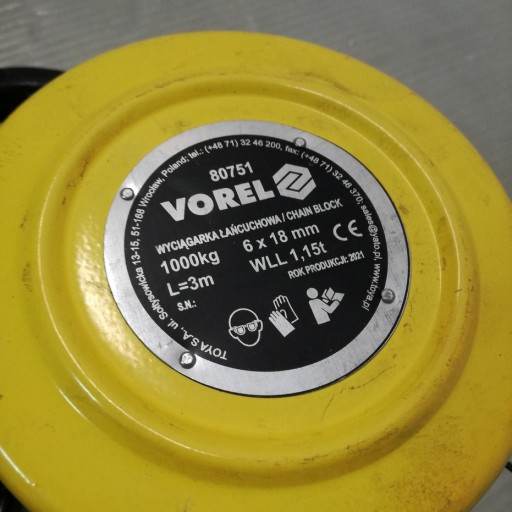 80751
VOREL
WYCIĄGARKA ŁAŃCUCHOWA / CHAIN BLOCK
1000kg 6 x 18 mm CE
L=3m WLL 1,15t
S.N.: ROK PRODUKCJI: 2021
TOYA S.A., ul. Sołtysowicka 13-15, 51-168 Wrocław, Poland; tel.: (+48 71) 32 46 200, fax: (+48 71) 32 46 370; sales@yato.pl, www.toya.pl